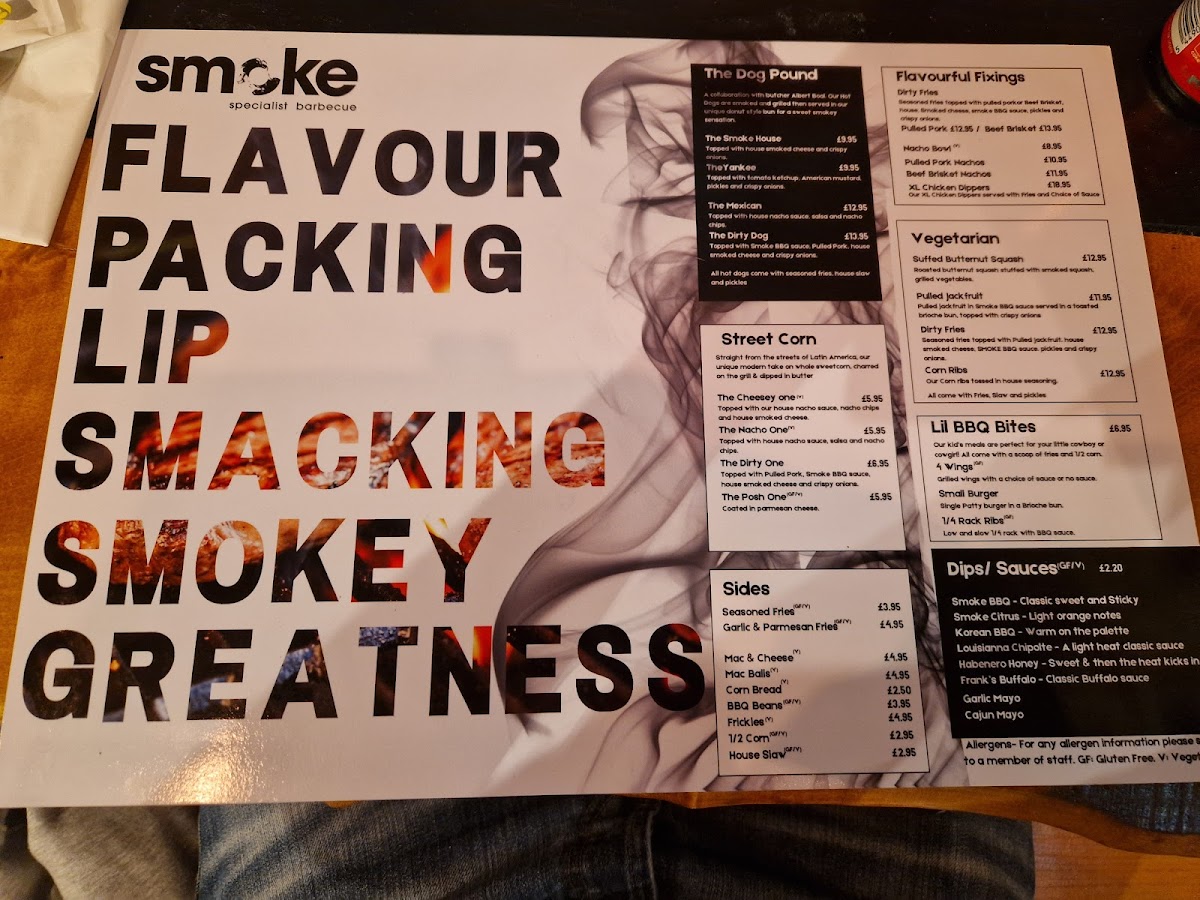 smoke
specialist barbecue
FLAVOUR
PACKING
LIP
SMACKING
SMOKEY
GREATNESS
The Dog Pound
A collaboration with butcher Albert Bool. Our Hot
Dogs are smoked and grilled then served in our
unique donut style bun for a sweet smokey
sensation.
The Smoke House £9.95
Topped with house smoked cheese and crispy
onions.
The Yankee £9.95
Topped with tomato ketchup, American mustard,
pickles and crispy onions.
The Mexican £12.95
Topped with house nacho sauce, salsa and nacho
chips.
The Dirty Dog £13.95
Topped with Smoke BBQ sauce, Pulled Pork, house
smoked cheese and crispy onions.
All hot dogs come with seasoned fries, house slaw
and pickles
Street Corn
Straight from the streets of Latin America, our
unique modern take on whole sweetcorn, charred
on the grill & dipped in butter
The Cheesey one (V) £5.95
Topped with our house nacho sauce, nacho chips
and house smoked cheese.
The Nacho One (V) £5.95
Topped with house nacho sauce, salsa and nacho
chips.
The Dirty One £6.95
Topped with Pulled Pork, Smoke BBQ sauce,
house smoked cheese and crispy onions.
The Posh One (GF/V) £5.95
Coated in parmesan cheese.
Sides
Seasoned Fries (GF/V) £3.95
Garlic & Parmesan Fries (GF/V) £4.95
Mac & Cheese (V) £4.95
Mac Balls (V) £4.95
Corn Bread (V) £2.50
BBQ Beans (GF/V) £3.95
Frickles (V) £4.95
1/2 Corn (GF/V) £2.95
House Slaw (GF/V) £2.95
Flavourful Fixings
Dirty Fries
Seasoned fries topped with pulled porkor Beef Brisket,
house, Smoked cheese, smoke BBQ sauce, pickles and
crispy onions.
Pulled Pork £12.95 / Beef Brisket £13.95
Nacho Bowl (V) £8.95
Pulled Pork Nachos £10.95
Beef Brisket Nachos £11.95
XL Chicken Dippers £18.95
Our XL Chicken Dippers served with Fries and Choice of Sauce
Vegetarian
Suffed Butternut Squash £12.95
Roasted butternut squash stuffed with smoked squash,
grilled vegetables.
Pulled Jackfruit £11.95
Pulled jackfruit in Smoke BBQ sauce served in a toasted
brioche bun, topped with crispy onions
Dirty Fries £12.95
Seasoned fries topped with Pulled jackfruit, house
smoked cheese, SMOKE BBQ sauce, pickles and crispy
onions.
Corn Ribs £12.95
Our Corn ribs tossed in house seasoning.
All come with Fries, Slaw and pickles
Lil BBQ Bites £6.95
Our kid's meals are perfect for your little cowboy or
cowgirl! All come with a scoop of fries and 1/2 corn.
4 Wings (GF)
Grilled wings with a choice of sauce or no sauce.
Small Burger
Single Patty burger in a Brioche bun.
1/4 Rack Ribs (GF)
Low and slow 1/4 rack with BBQ sauce.
Dips/ Sauces (GF/V) £2.20
Smoke BBQ - Classic sweet and Sticky
Smoke Citrus - Light orange notes
Korean BBQ - Warm on the palette
Louisianna Chipolte - A light heat classic sauce
Habenero Honey - Sweet & then the heat kicks in
Frank's Buffalo - Classic Buffalo sauce
Garlic Mayo
Cajun Mayo
Allergens- For any allergen information please
to a member of staff. GF: Gluten Free, V: